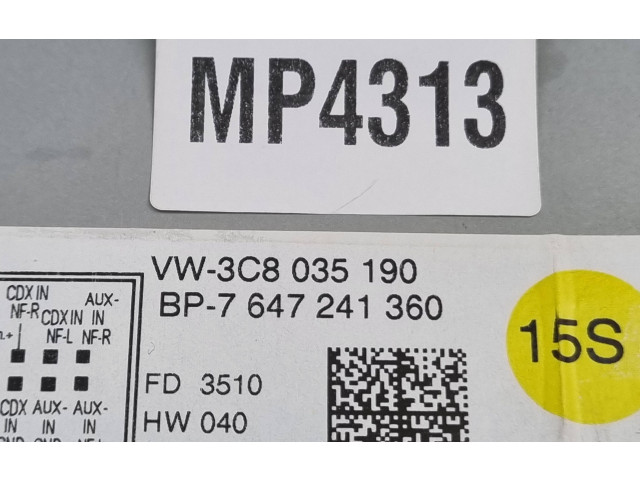 MP4313
VW-3C8 035 190
BP-7 647 241 360
15S
CDX IN AUX-
NF-R CDX IN IN
NF-L NF-R
FD 3510
HW 040
CDX AUX- AUX-
IN IN IN